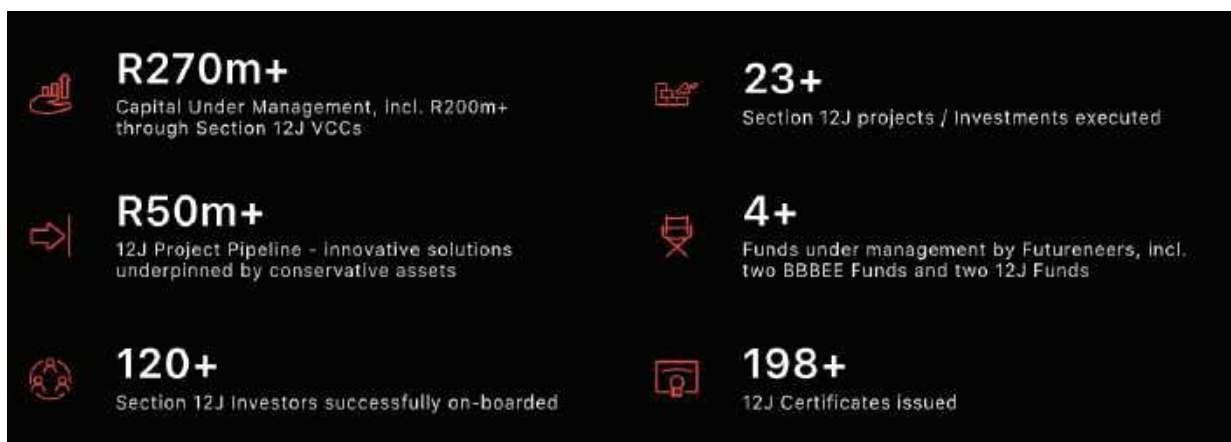 R270m+
Capital Under Management, incl. R200m+
through Section 12J VCCs
23+
Section 12J projects / Investments executed
R50m+
12J Project Pipeline - innovative solutions
underpinned by conservative assets
4+
Funds under management by Futureneers, incl.
two BBBEE Funds and two 12J Funds
120+
Section 12J Investors successfully on-boarded
198+
12J Certificates issued